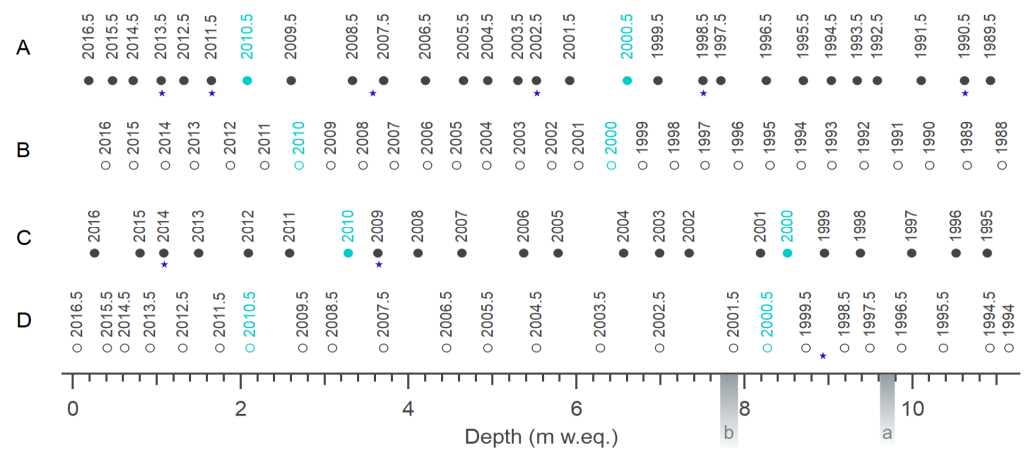 A 2016.5 2015.5 2014.5 2013.5 2012.5 2011.5 2010.5 2009.5 2008.5 2007.5 2006.5 2005.5 2004.5 2003.5 2002.5 2001.5 2000.5 1999.5 1998.5 1997.5 1996.5 1995.5 1994.5 1993.5 1992.5 1991.5 1990.5 1989.5
B 2016 2015 2014 2013 2012 2011 2010 2009 2008 2007 2006 2005 2004 2003 2002 2001 2000 1999 1998 1997 1996 1995 1994 1993 1992 1991 1990 1989 1988
C 2016 2015 2014 2013 2012 2011 2010 2009 2008 2007 2006 2005 2004 2003 2002 2001 2000 1999 1998 1997 1996 1995
D 2016.5 2015.5 2014.5 2013.5 2012.5 2011.5 2010.5 2009.5 2008.5 2007.5 2006.5 2005.5 2004.5 2003.5 2002.5 2001.5 2000.5 1999.5 1998.5 1997.5 1996.5 1995.5 1994.5 1994
0 2 4 6 8 10
b a
Depth (m w.eq.)